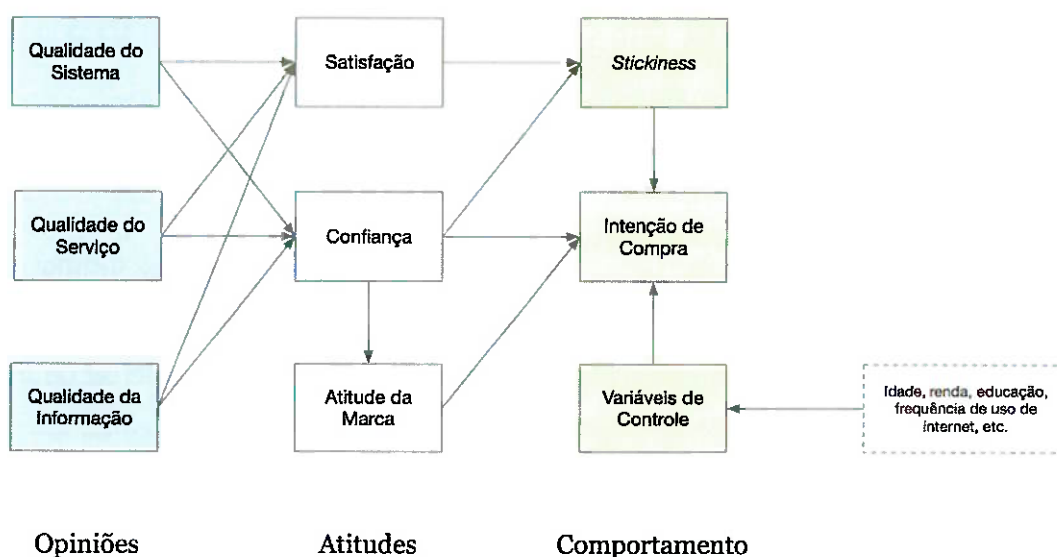 Qualidade do
Sistema
Satisfação
Stickiness
Qualidade do
Serviço
Confiança
Intenção de
Compra
Qualidade da
Informação
Atitude da
Marca
Variáveis de
Controle
Idade, renda, educação,
frequência de uso de
internet, etc.
Opiniões
Atitudes
Comportamento